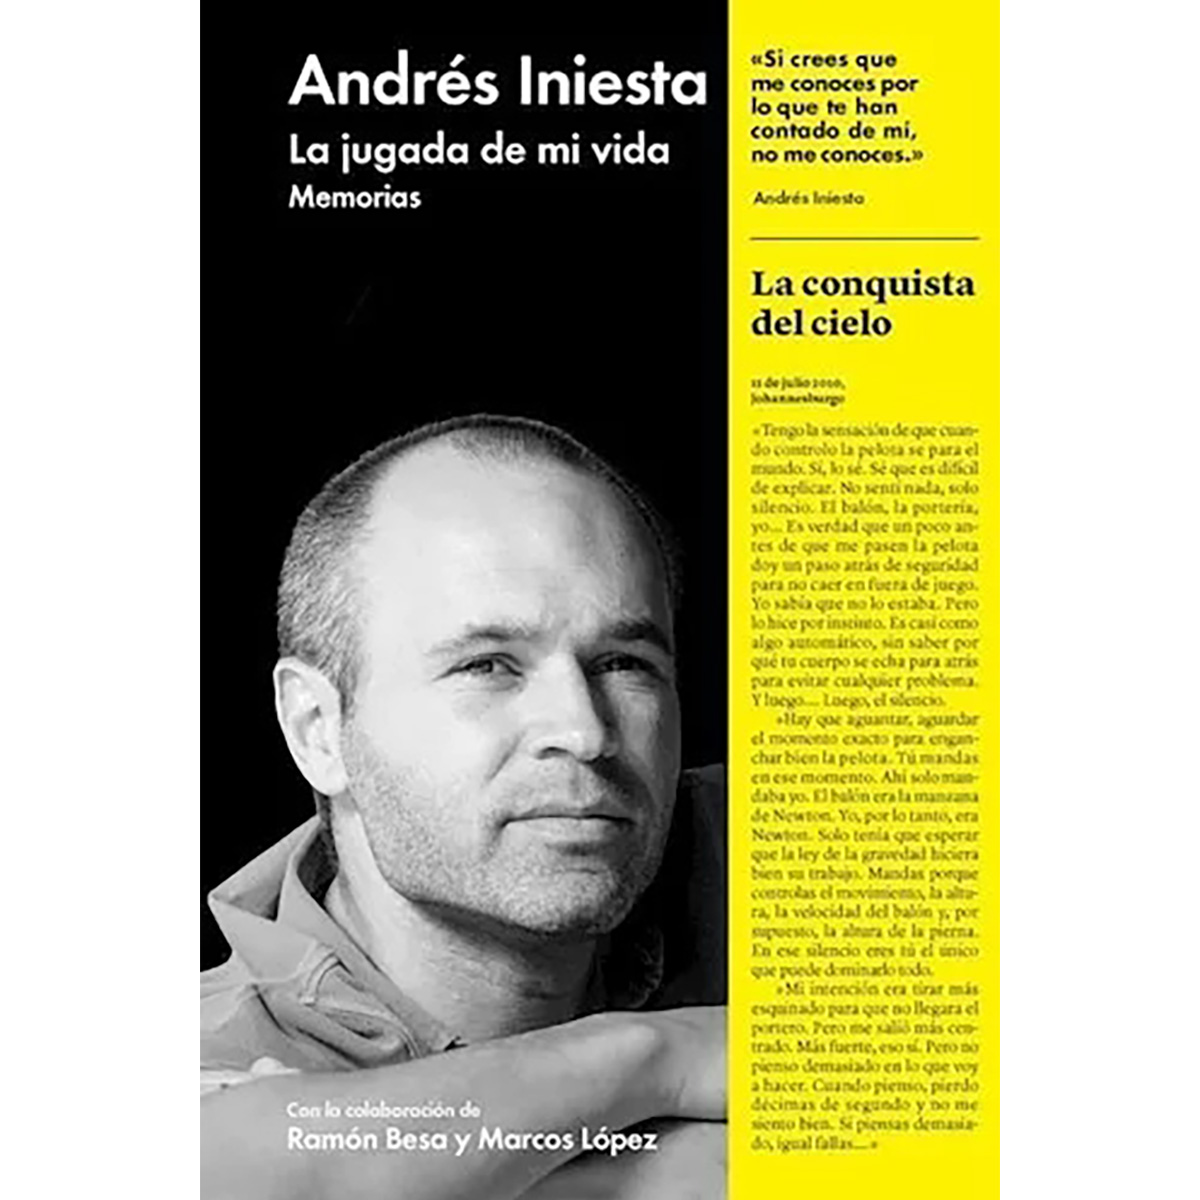 Andrés Iniesta
La jugada de mi vida
Memorias
Con la colaboración de
Ramón Besa y Marcos López
«Si crees que
me conoces por
lo que te han
contado de mí,
no me conoces.»
Andrés Iniesta
La conquista
del cielo
11 de julio 2010,
Johannesburgo
«Tengo la sensación de que cuan-
do controlo la pelota se para el
mundo. Sí, lo sé. Sé que es difícil
de explicar. No sentí nada, solo
silencio. El balón, la portería,
yo... Es verdad que un poco an-
tes de que me pasen la pelota
doy un paso atrás de seguridad
para no caer en fuera de juego.
Yo sabía que no lo estaba. Pero
lo hice por instinto. Es casi como
algo automático, sin saber por
qué tu cuerpo se echa para atrás
para evitar cualquier problema.
Y luego... Luego, el silencio.
»Hay que aguantar, aguardar
el momento exacto para engan-
char bien la pelota. Tú mandas
en ese momento. Ahí solo man-
daba yo. El balón era la manzana
de Newton. Yo, por lo tanto, era
Newton. Solo tenía que esperar
que la ley de la gravedad hiciera
bien su trabajo. Mandas porque
controlas el movimiento, la altu-
ra, la velocidad del balón y, por
supuesto, la altura de la pierna.
En ese silencio eres tú el único
que puede dominarlo todo.
»Mi intención era tirar más
esquinado para que no llegara el
portero. Pero me salió más cen-
trado. Más fuerte, eso sí. Pero no
pienso demasiado en lo que voy
a hacer. Cuando pienso, pierdo
décimas de segundo y no me
siento bien. Si piensas demasia-
do, igual fallas...»